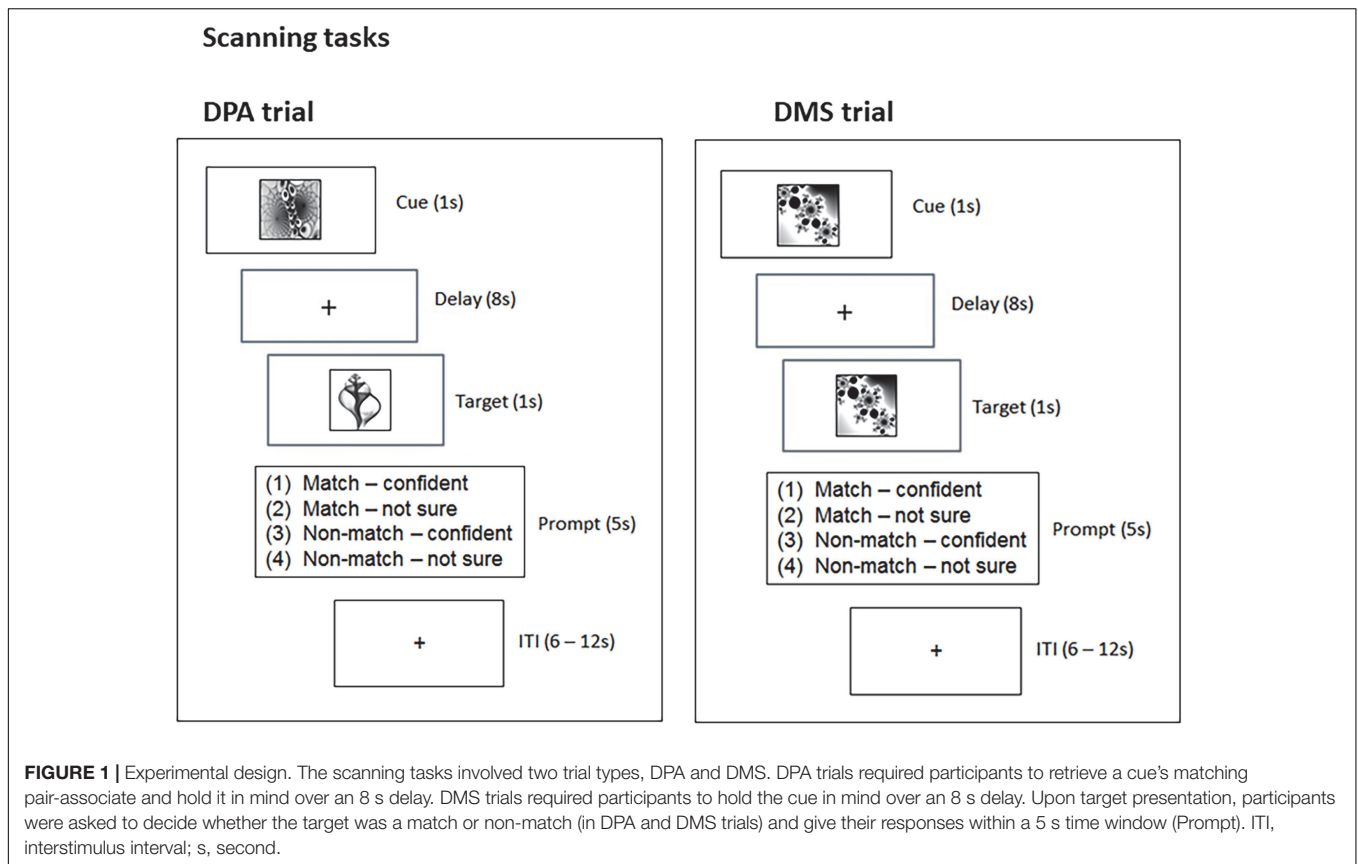 Scanning tasks
DPA trial
Cue (1s)
+
Delay (8s)
Target (1s)
(1) Match – confident
(2) Match – not sure
(3) Non-match – confident
(4) Non-match – not sure
Prompt (5s)
+
ITI (6 – 12s)
DMS trial
Cue (1s)
+
Delay (8s)
Target (1s)
(1) Match – confident
(2) Match – not sure
(3) Non-match – confident
(4) Non-match – not sure
Prompt (5s)
+
ITI (6 – 12s)
FIGURE 1 | Experimental design. The scanning tasks involved two trial types, DPA and DMS. DPA trials required participants to retrieve a cue's matching
pair-associate and hold it in mind over an 8 s delay. DMS trials required participants to hold the cue in mind over an 8 s delay. Upon target presentation, participants
were asked to decide whether the target was a match or non-match (in DPA and DMS trials) and give their responses within a 5 s time window (Prompt). ITI,
interstimulus interval; s, second.